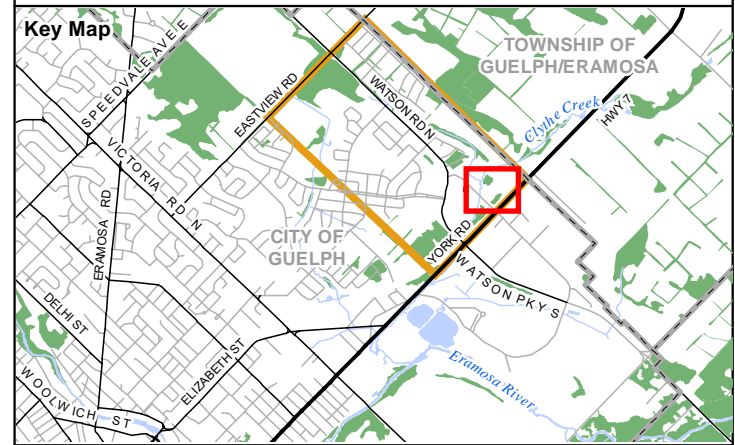 Key Map
SPEEDVALE AVE E
EASTVIEW RD
WATSON RD N
TOWNSHIP OF
GUELPH/ERAMOSA
Clythe Creek
HWY 7
VICTORIA RD N
ERAMOSA RD
CITY OF
GUELPH
YORK RD
WATSON PKY S
DELHI ST
ELIZABETH ST
WOOLWICH ST
Eramosa River